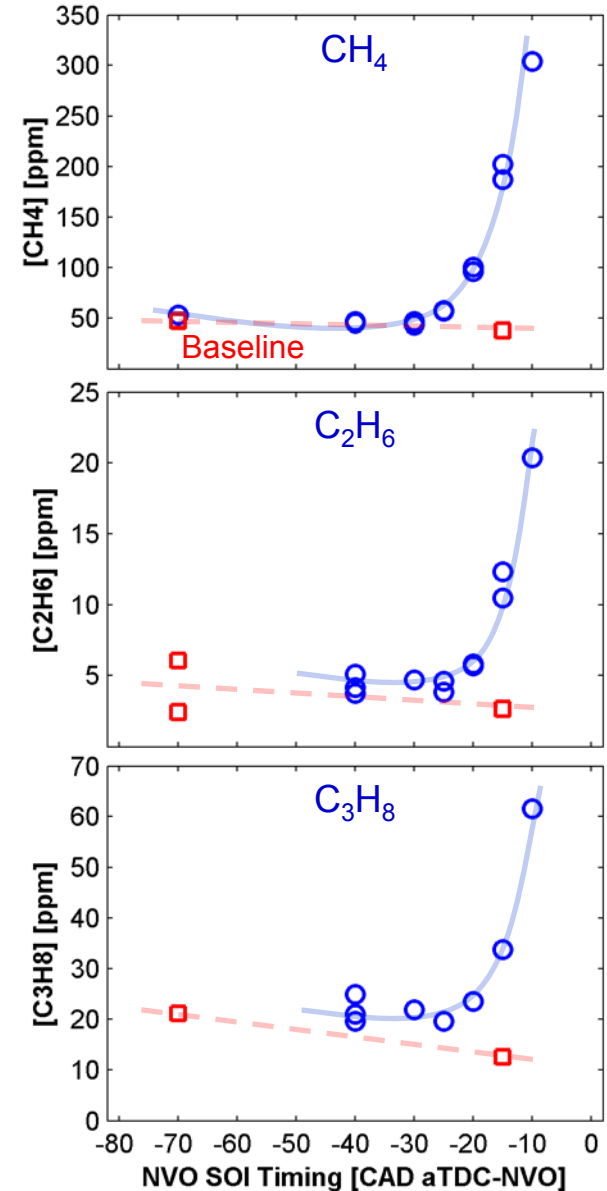 350
300
250
200
150
100
50
[CH4] [ppm]
CH₄
Baseline
25
20
15
10
5
[C2H6] [ppm]
C₂H₆
70
60
50
40
30
20
10
0
[C3H8] [ppm]
C₃H₈
-80 -70 -60 -50 -40 -30 -20 -10 0
NVO SOI Timing [CAD aTDC-NVO]